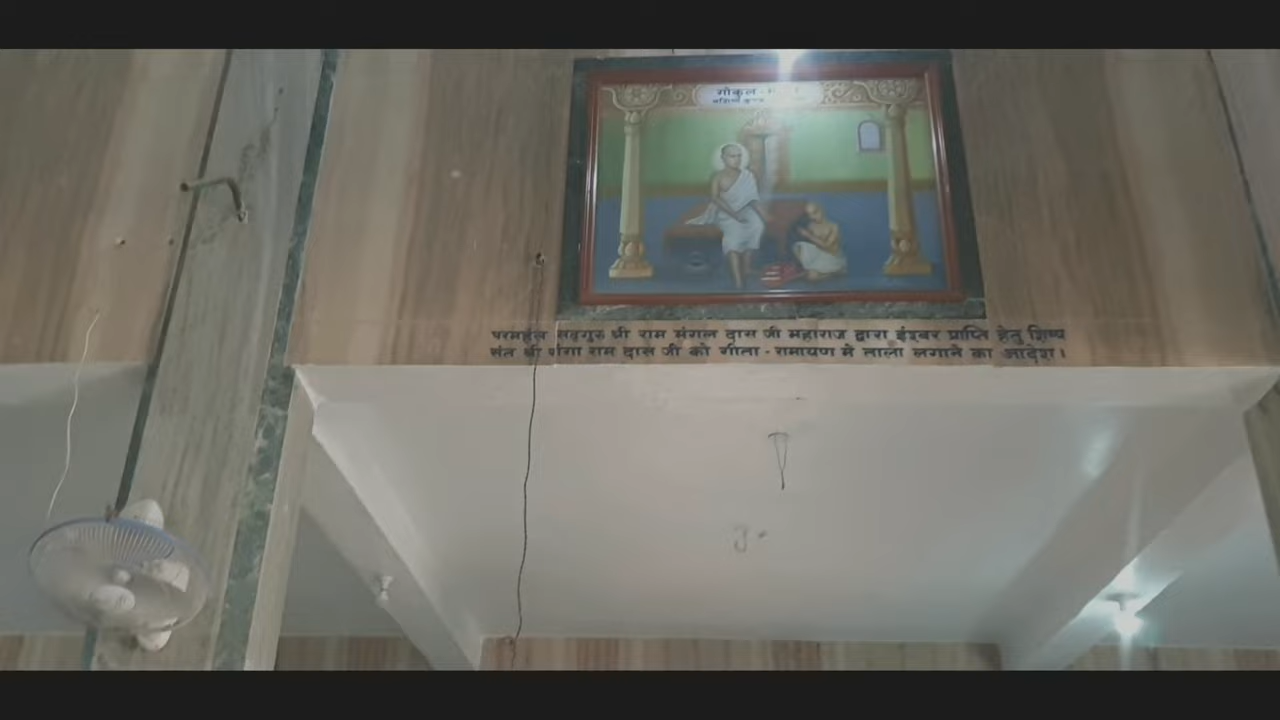 गोकुल -
परमहंस सद्गुरु श्री राम मंगल दास जी महाराज द्वारा ईश्वर प्राप्ति हेतु शिष्य
संत श्री गंगा राम दास जी को गीता - रामायण में ताला लगाने का आदेश।